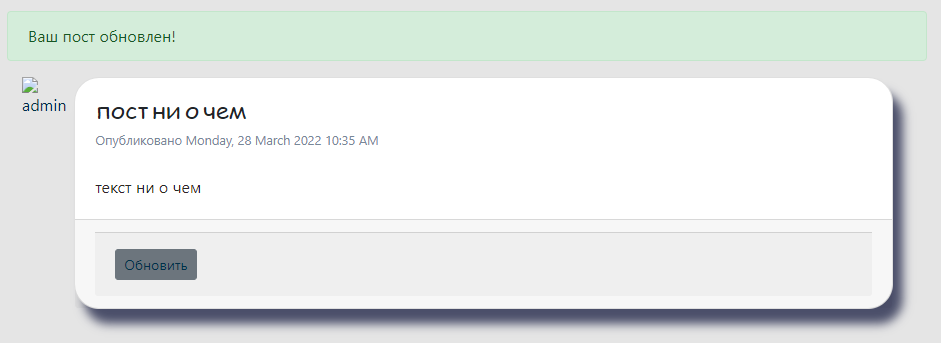 Ваш пост обновлен!
admin
пост ни о чем
Опубликовано Monday, 28 March 2022 10:35 AM
текст ни о чем
Обновить